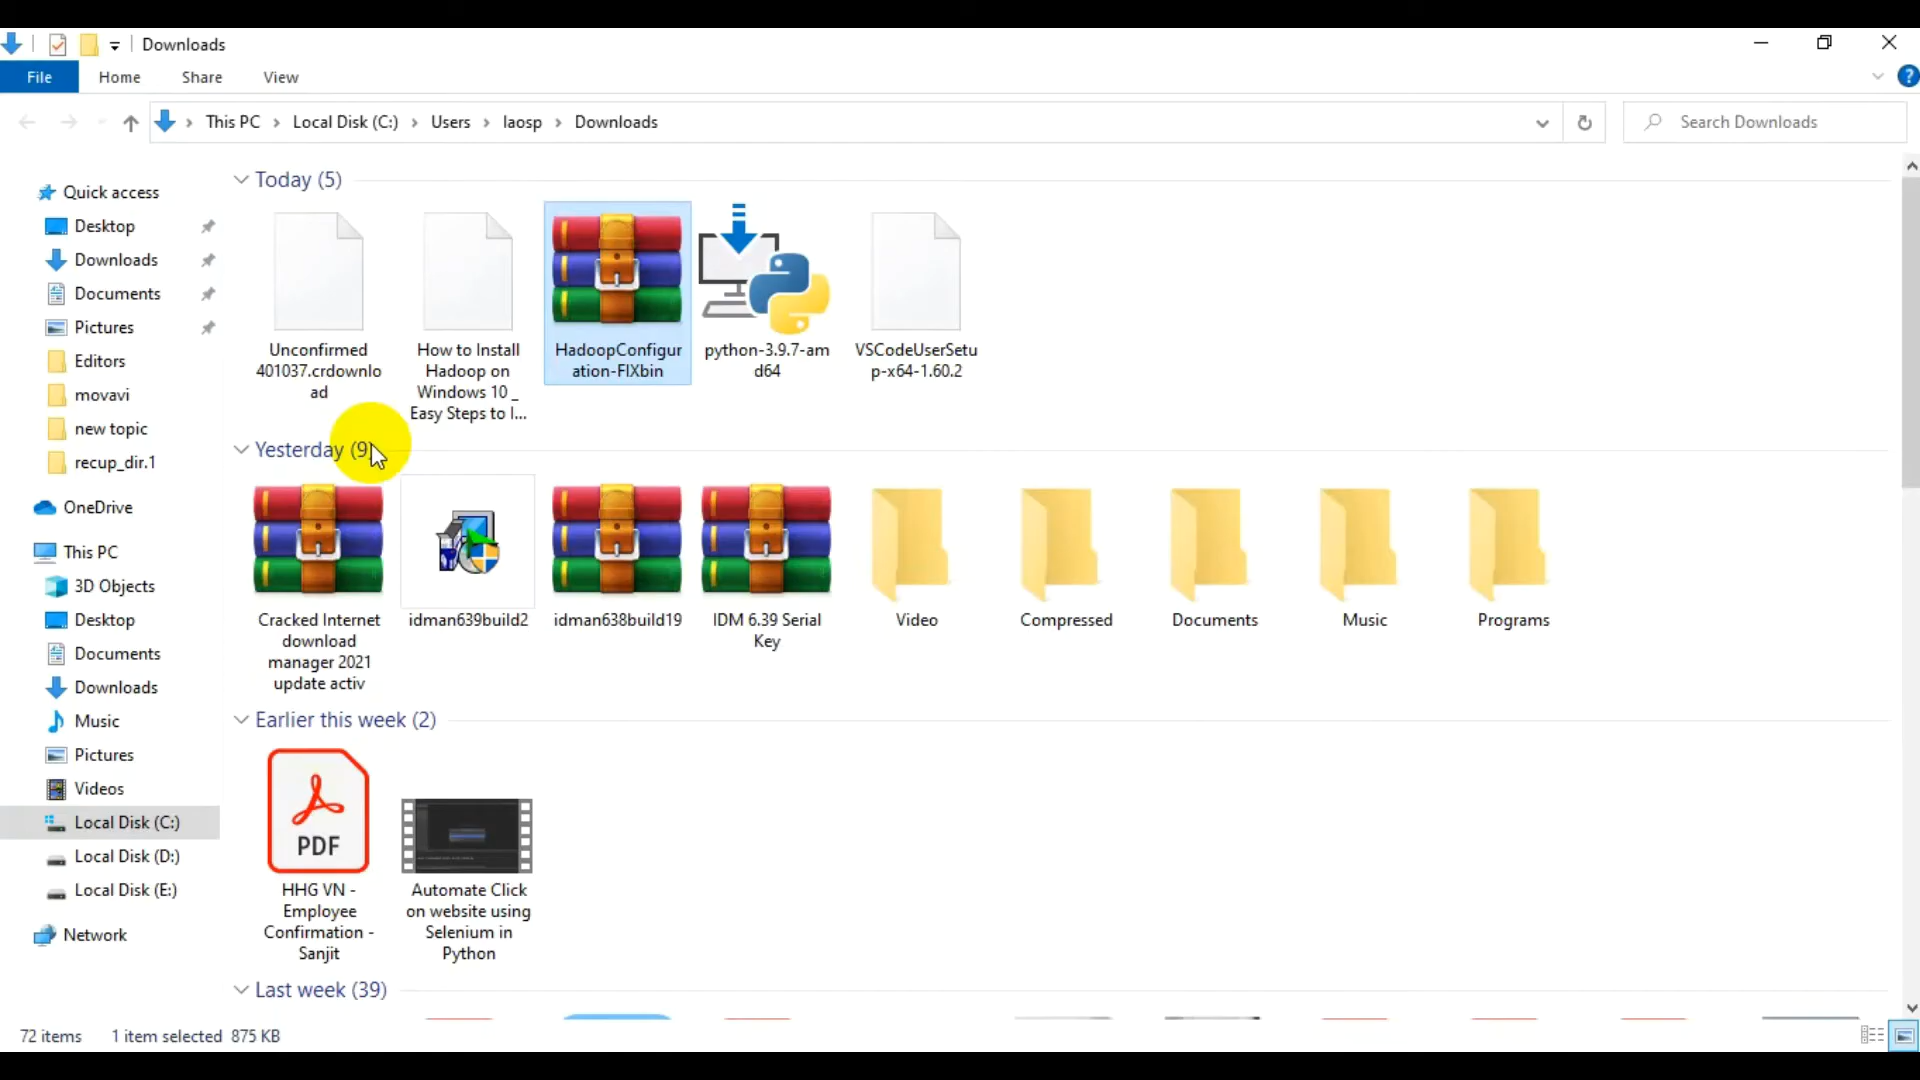 Downloads
File Home Share View
This PC Local Disk (C:) Users laosp Downloads
Search Downloads
Quick access
Desktop
Downloads
Documents
Pictures
Editors
movavi
new topic
recup_dir.1
OneDrive
This PC
3D Objects
Desktop
Documents
Downloads
Music
Pictures
Videos
Local Disk (C:)
Local Disk (D:)
Local Disk (E:)
Network
Today (5)
Unconfirmed
401037.crdownlo
ad
How to Install
Hadoop on
Windows 10 _
Easy Steps to I...
HadoopConfigur
ation-FIXbin
python-3.9.7-am
d64
VSCodeUserSetu
p-x64-1.60.2
Yesterday (9)
Cracked Internet
download
manager 2021
update activ
idman639build2
idman638build19
IDM 6.39 Serial
Key
Video
Compressed
Documents
Music
Programs
Earlier this week (2)
PDF
HHG VN -
Employee
Confirmation -
Sanjit
Automate Click
on website using
Selenium in
Python
Last week (39)
72 items 1 item selected 875 KB